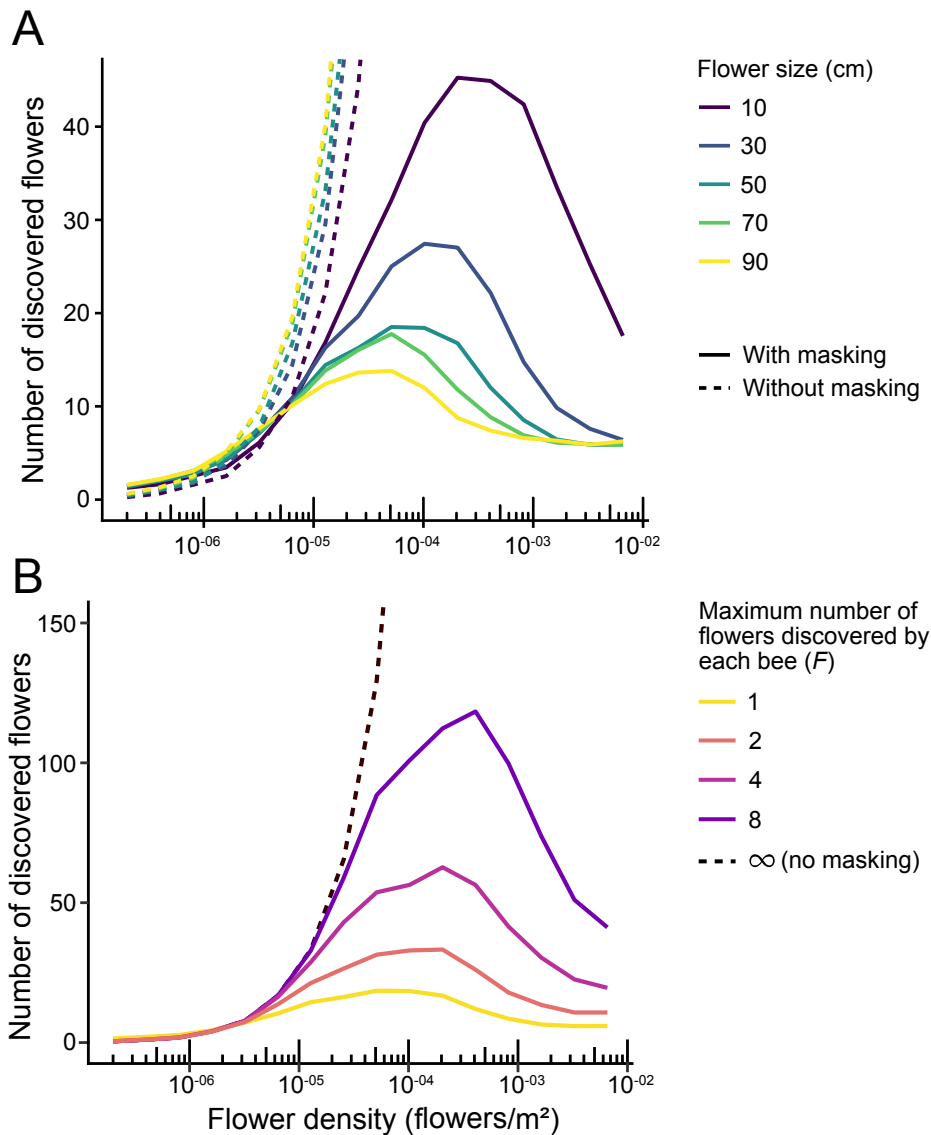 A
Number of discovered flowers
40
30
20
10
0
10⁻⁰⁶
10⁻⁰⁵
10⁻⁰⁴
10⁻⁰³
10⁻⁰²
Flower size (cm)
10
30
50
70
90
With masking
Without masking
B
Number of discovered flowers
150
100
50
0
10⁻⁰⁶
10⁻⁰⁵
10⁻⁰⁴
10⁻⁰³
10⁻⁰²
Flower density (flowers/m²)
Maximum number of
flowers discovered by
each bee (F)
1
2
4
8
∞ (no masking)